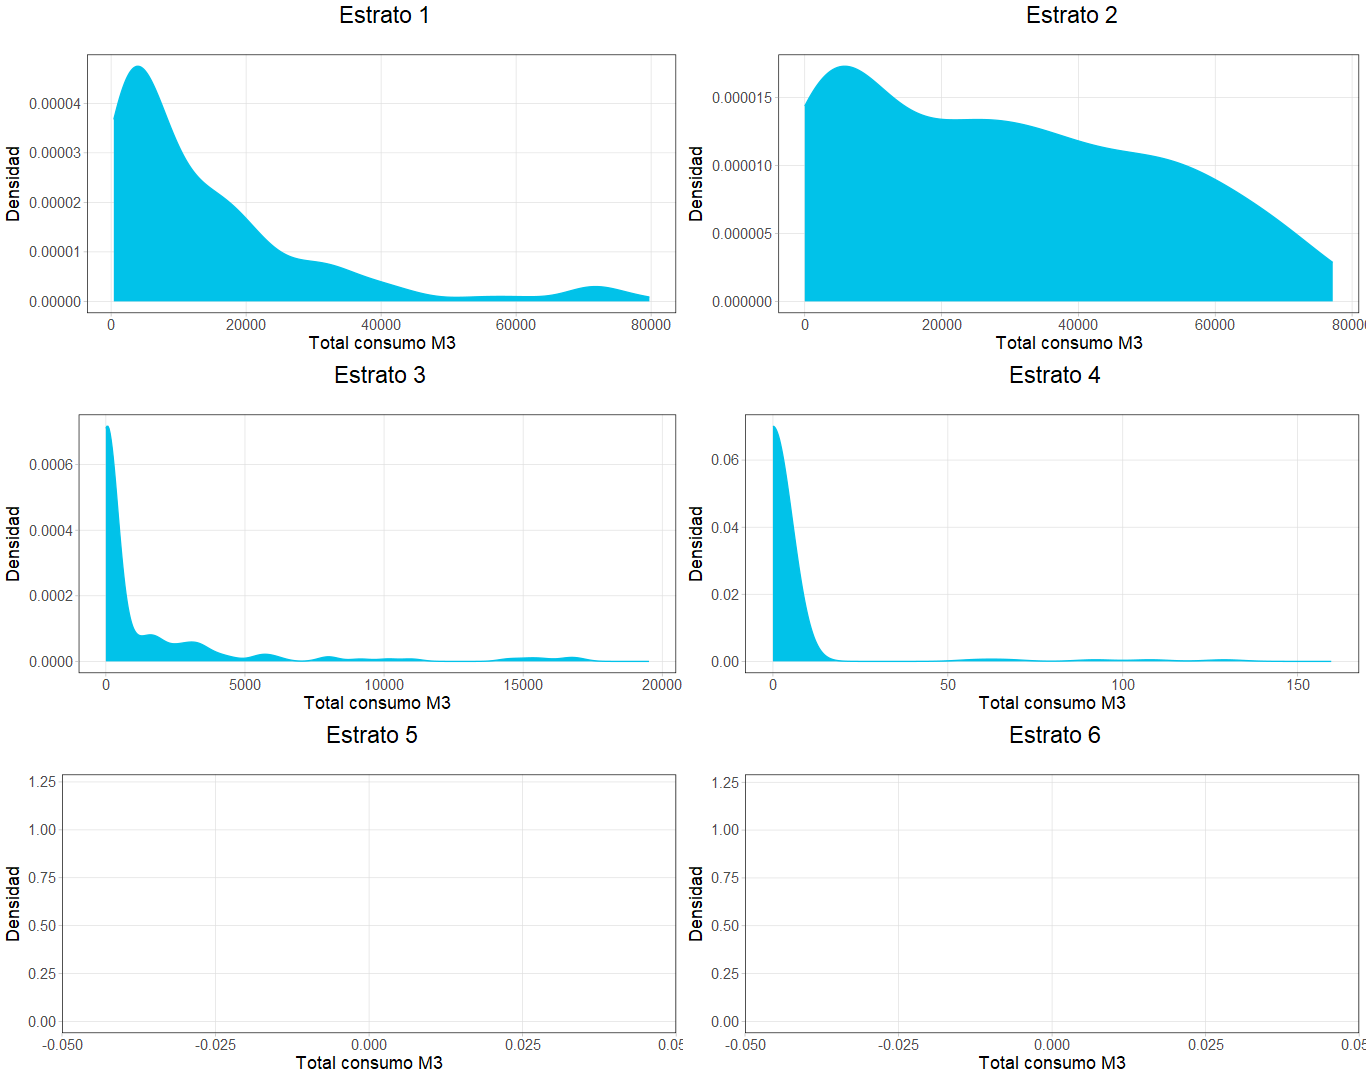 Estrato 1
Densidad
0.00004
0.00003
0.00002
0.00001
0.00000
0 20000 40000 60000 80000
Total consumo M3
Estrato 2
Densidad
0.000015
0.000010
0.000005
0.000000
0 20000 40000 60000 80000
Total consumo M3
Estrato 3
Densidad
0.0006
0.0004
0.0002
0.0000
0 5000 10000 15000 20000
Total consumo M3
Estrato 4
Densidad
0.06
0.04
0.02
0.00
0 50 100 150
Total consumo M3
Estrato 5
Densidad
1.25
1.00
0.75
0.50
0.25
0.00
-0.050 -0.025 0.000 0.025 0.05
Total consumo M3
Estrato 6
Densidad
1.25
1.00
0.75
0.50
0.25
0.00
-0.050 -0.025 0.000 0.025 0.05
Total consumo M3